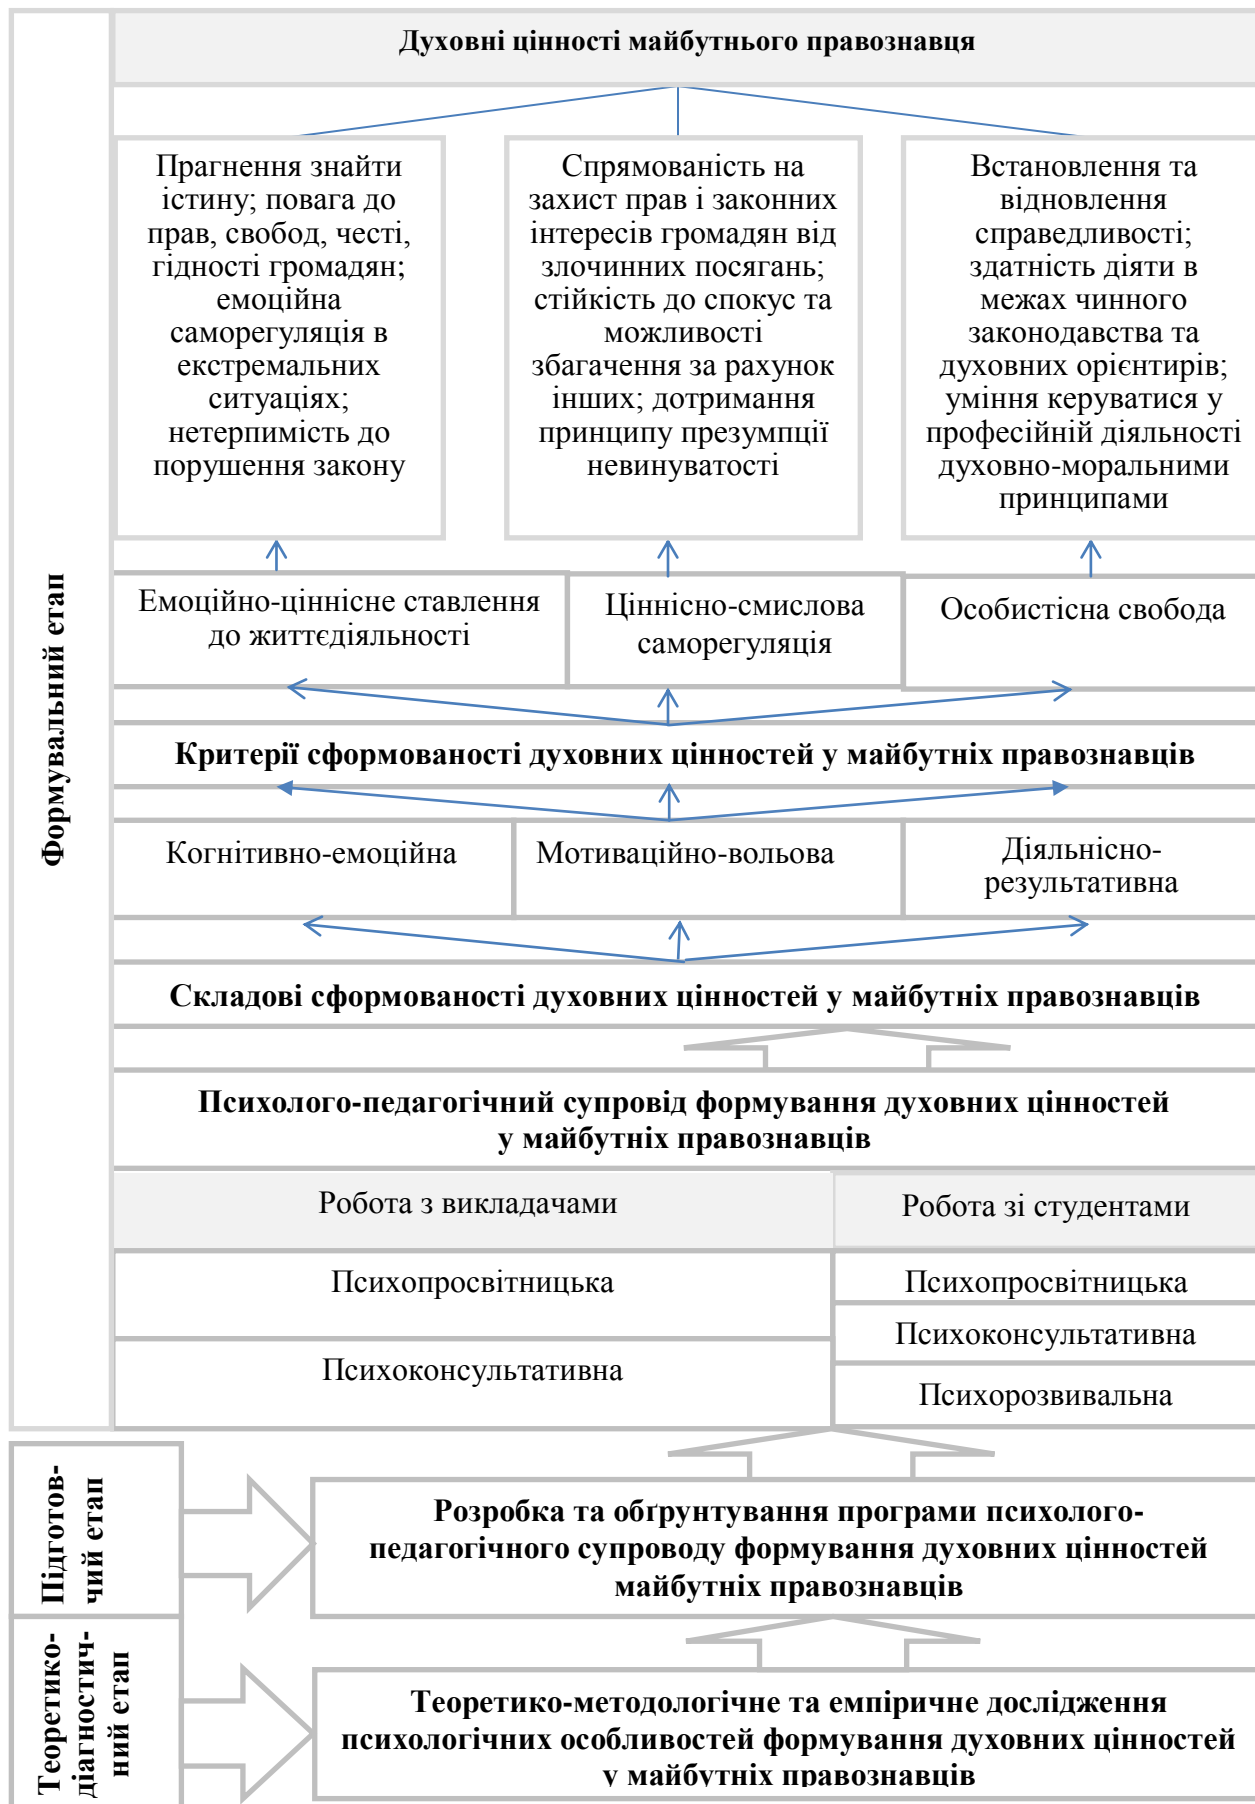 Духовні цінності майбутнього правознавця
Прагнення знайти
істину; повага до
прав, свобод, честі,
гідності громадян;
емоційна
саморегуляція в
екстремальних
ситуаціях;
нетерпимість до
порушення закону
Спрямованість на
захист прав і законних
інтересів громадян від
злочинних посягань;
стійкість до спокус та
можливості
збагачення за рахунок
інших; дотримання
принципу презумпції
невинуватості
Встановлення та
відновлення
справедливості;
здатність діяти в
межах чинного
законодавства та
духовних орієнтирів;
уміння керуватися у
професійній діяльності
духовно-моральними
принципами
Формувальний етап
Емоційно-ціннісне ставлення
до життєдіяльності
Ціннісно-смислова
саморегуляція
Особистісна свобода
Критерії сформованості духовних цінностей у майбутніх правознавців
Когнітивно-емоційна
Мотиваційно-вольова
Діяльнісно-
результативна
Складові сформованості духовних цінностей у майбутніх правознавців
Психолого-педагогічний супровід формування духовних цінностей
у майбутніх правознавців
Робота з викладачами
Робота зі студентами
Психопросвітницька
Психоконсультативна
Психопросвітницька
Психоконсультативна
Психорозвивальна
Підготов-
чий етап
Розробка та обґрунтування програми психолого-
педагогічного супроводу формування духовних цінностей
майбутніх правознавців
Теоретико-
діагностич-
ний етап
Теоретико-методологічне та емпіричне дослідження
психологічних особливостей формування духовних цінностей
у майбутніх правознавців